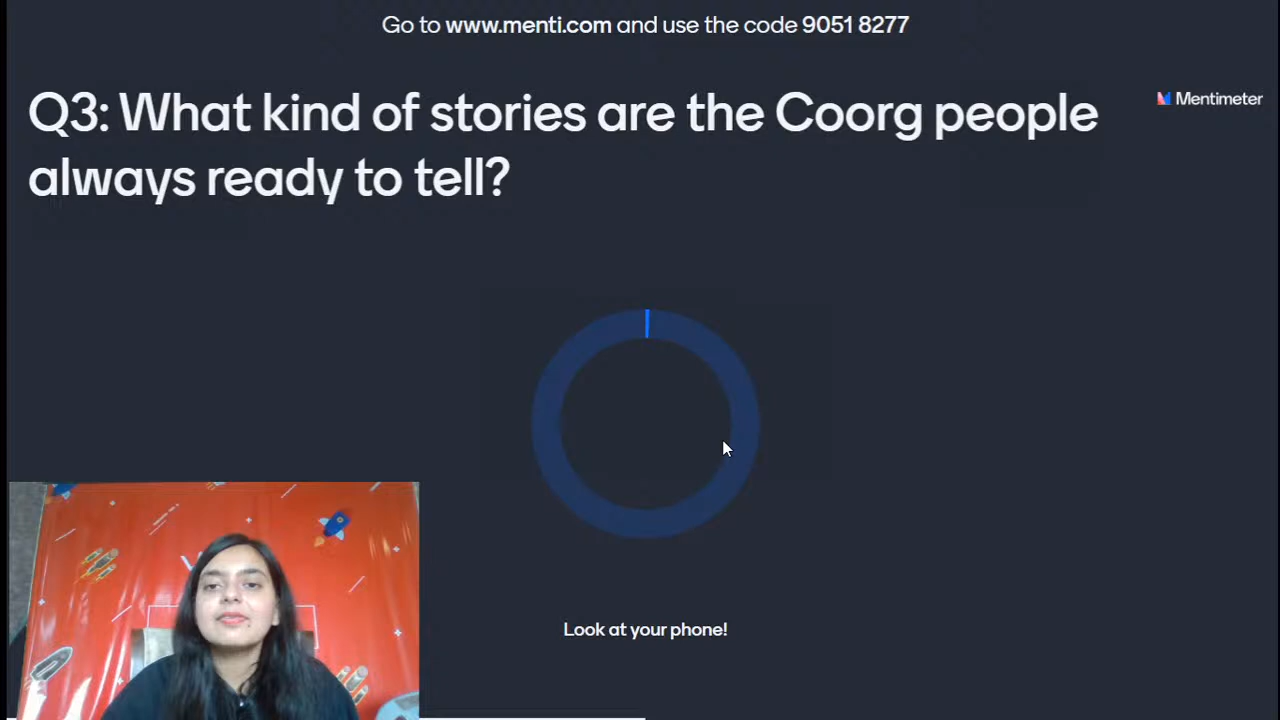 Go to www.menti.com and use the code 9051 8277
Q3: What kind of stories are the Coorg people
always ready to tell?
Mentimeter
Look at your phone!